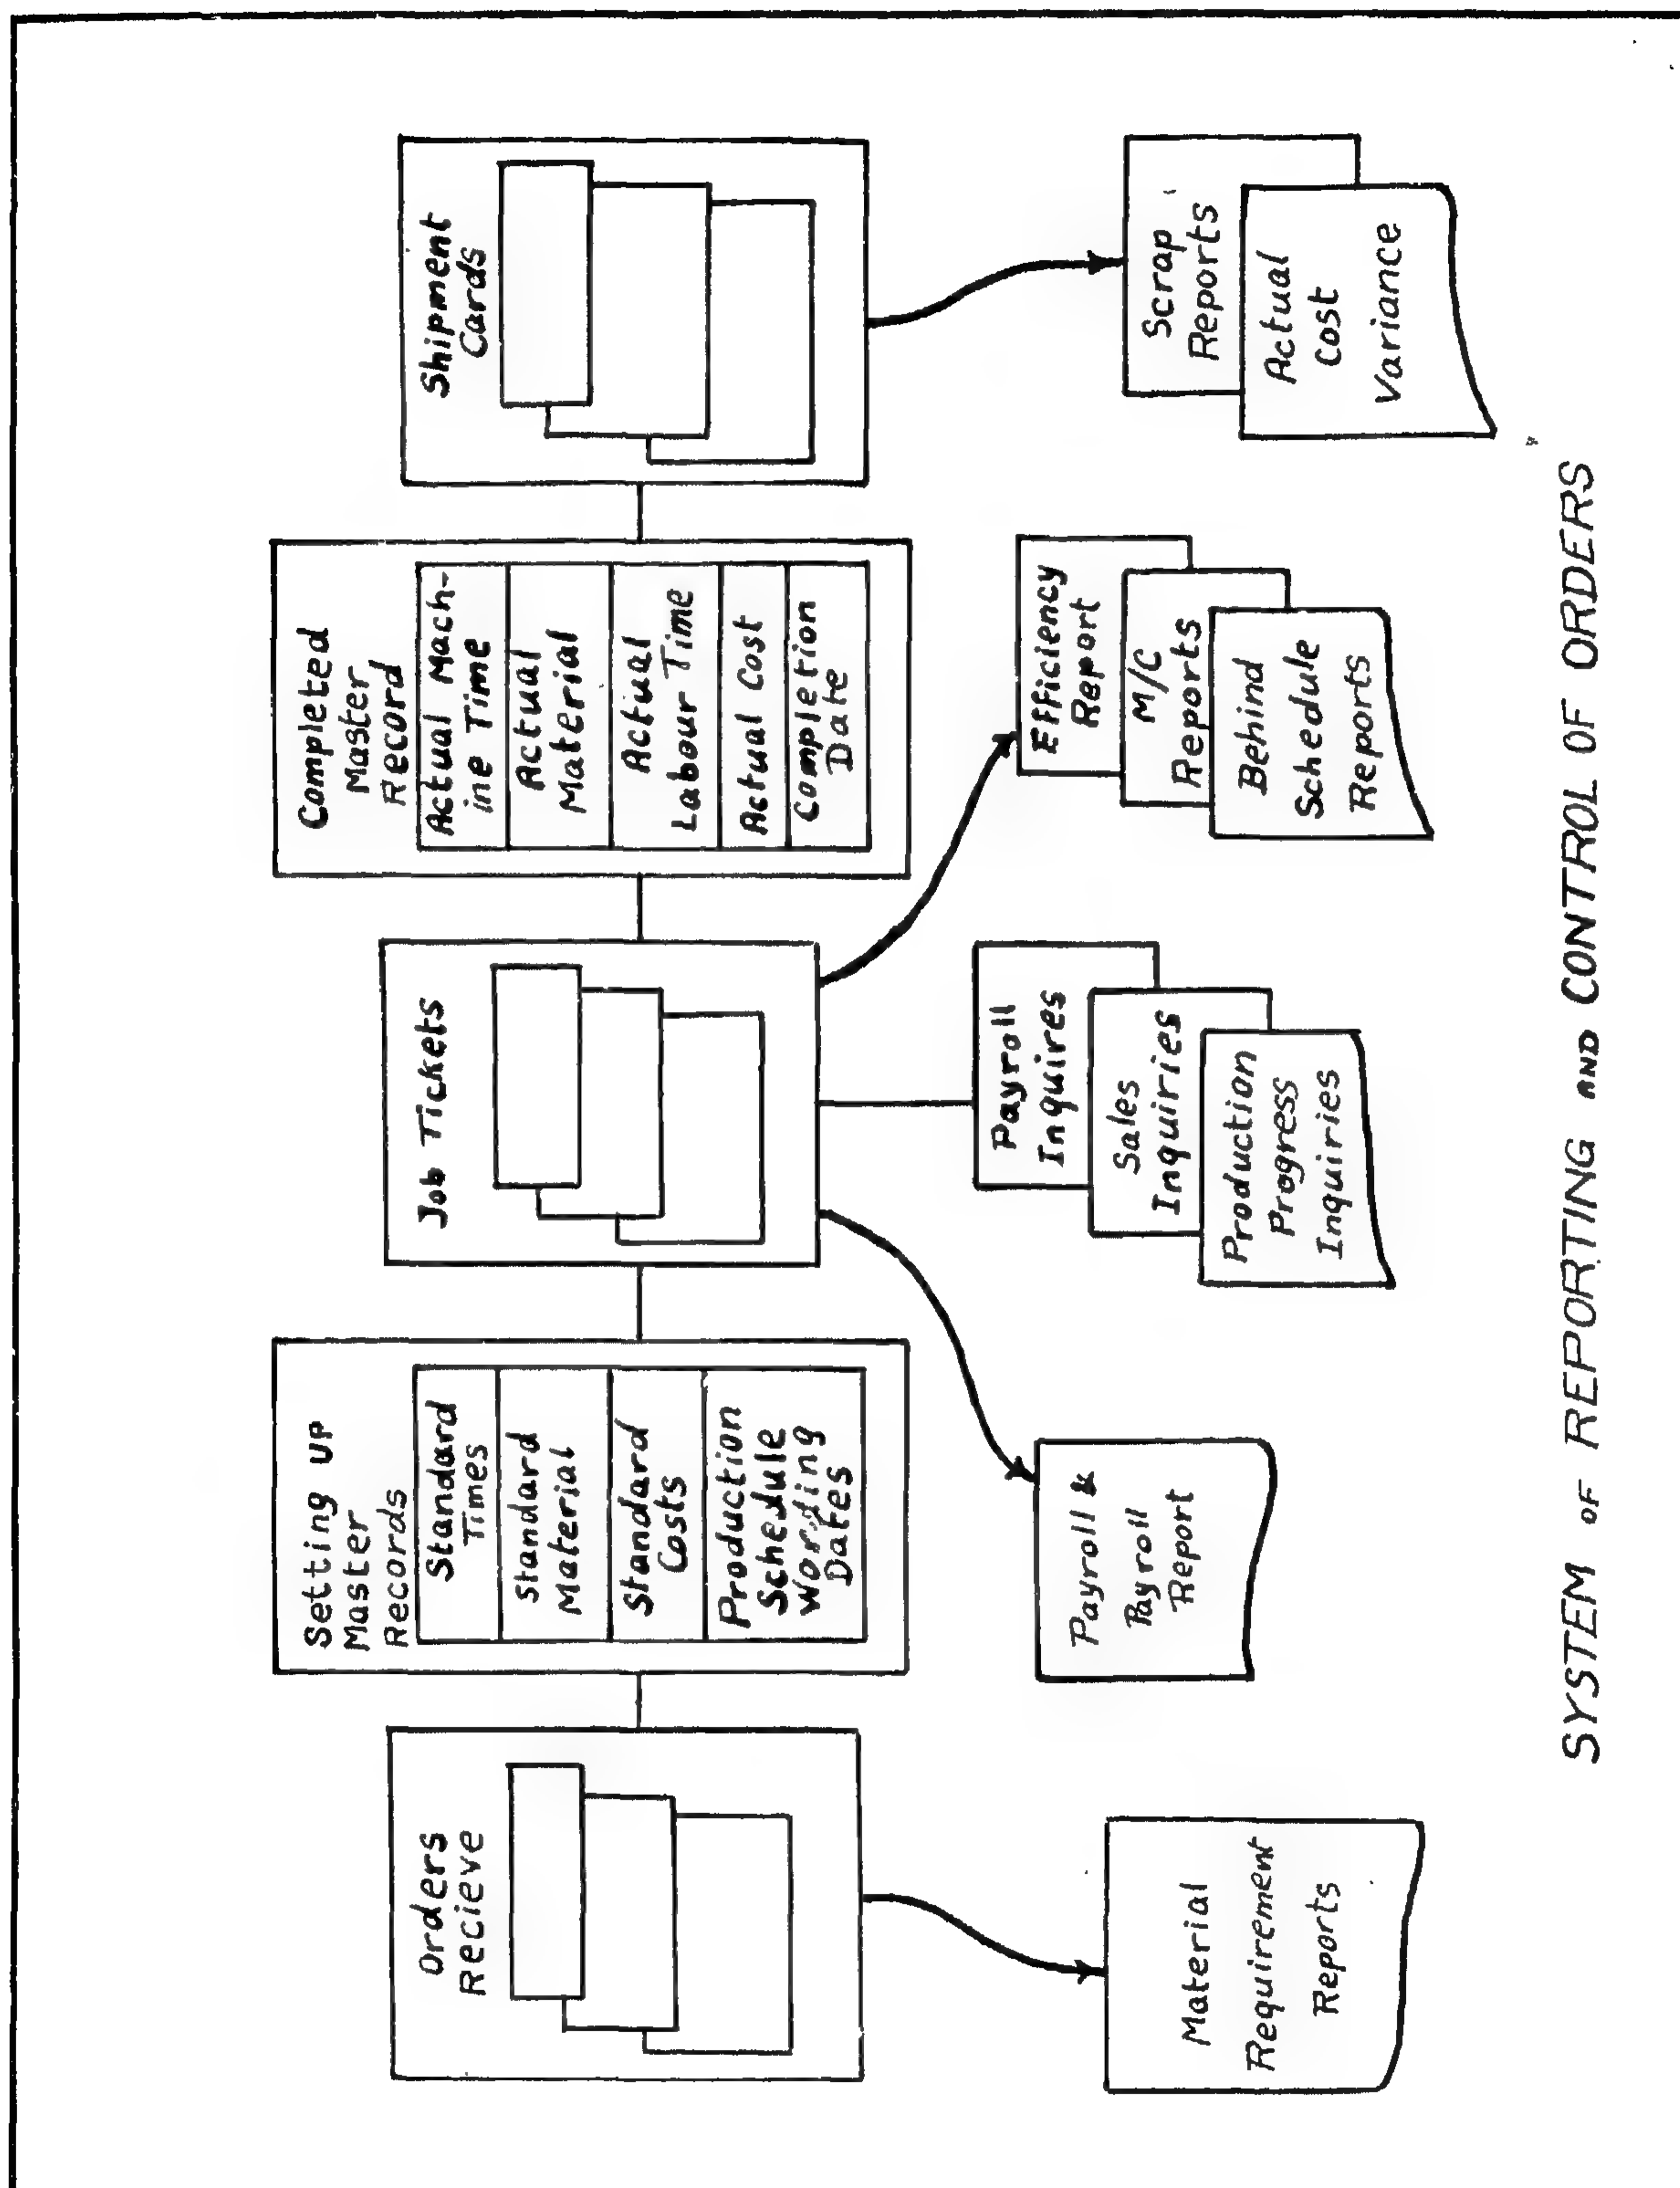 Orders
Recieve
Setting UP
Master
Records
Standard
Times
Standard
Material
Standard
Costs
Production
Schedule
Working
Dates
Job Tickets
Completed
Master
Record
Actual Mach-
ine Time
Actual
Material
Actual
Labour Time
Actual Cost
Completion
Date
Shipment
Cards
Material
Requirement
Reports
Payroll &
Payroll
Report
Payroll
Inquires
Sales
Inquiries
Production
Progress
Inquiries
Efficiency
Report
M/C
Reports
Behind
Schedule
Reports
Scrap
Reports
Actual
Cost
Variance
SYSTEM OF REPORTING AND CONTROL OF ORDERS